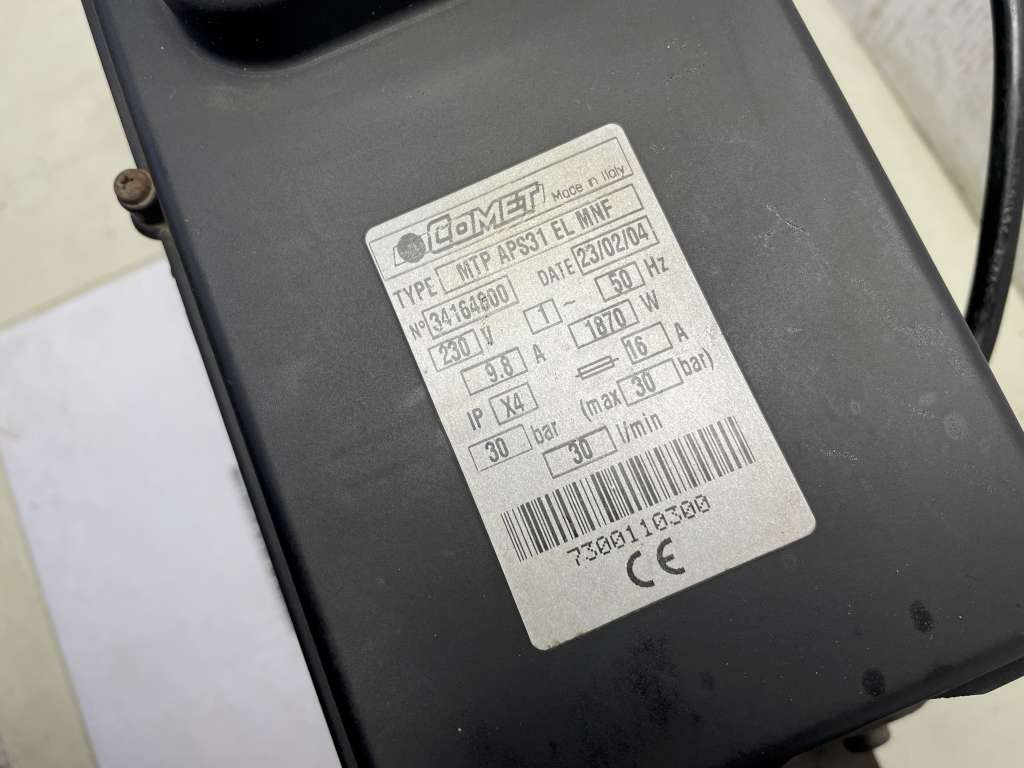 COMET Made in Italy
TYPE MTP APS31 EL MNF
N° 34164800 DATE 23/02/04
230 V 1 ~ 50 Hz
9.8 A 1870 W
IP X4 16 A
30 bar (max 30 bar)
30 l/min
7300110300
CE